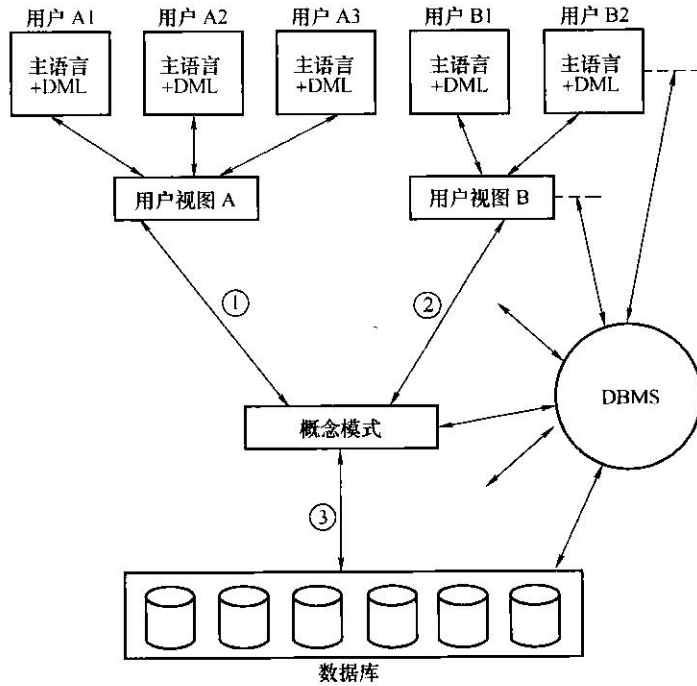 用户 A1
用户 A2
用户 A3
用户 B1
用户 B2
主语言
+DML
主语言
+DML
主语言
+DML
主语言
+DML
主语言
+DML
用户视图 A
用户视图 B
①
②
DBMS
概念模式
③
数据库